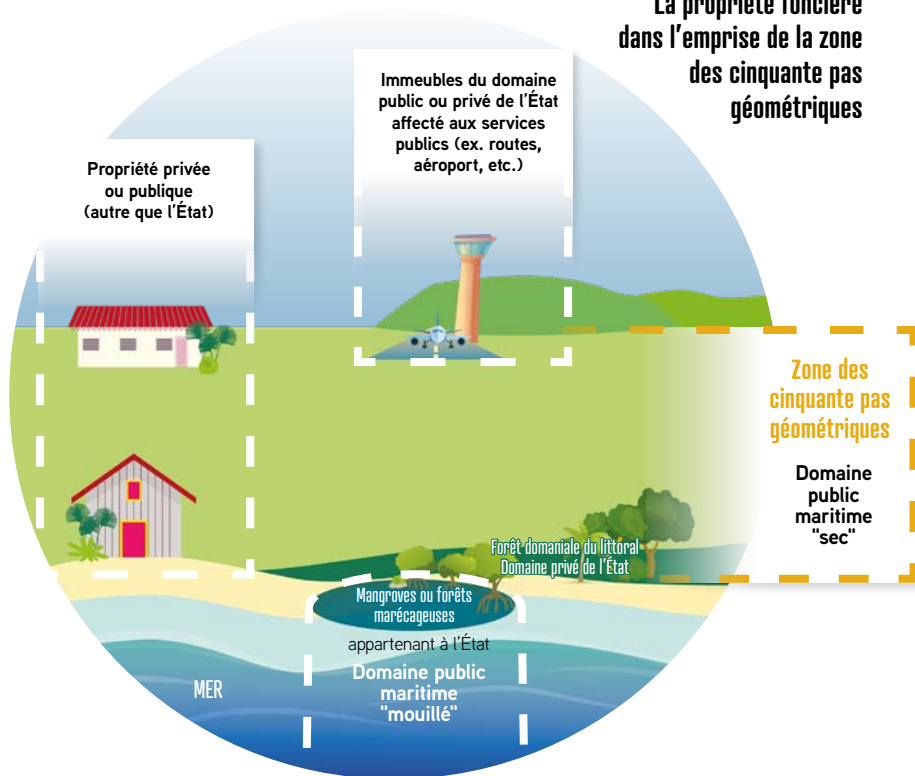 La propriété foncière
dans l'emprise de la zone
des cinquante pas
géométriques
Immeubles du domaine
public ou privé de l'État
affecté aux services
publics (ex. routes,
aéroport, etc.)
Propriété privée
ou publique
(autre que l'État)
Zone des
cinquante pas
géométriques
Domaine
public
maritime
"sec"
Forêt domaniale du littoral
Domaine privé de l'État
Mangroves ou forêts
marécageuses
appartenant à l'État
Domaine public
maritime
"mouillé"
MER